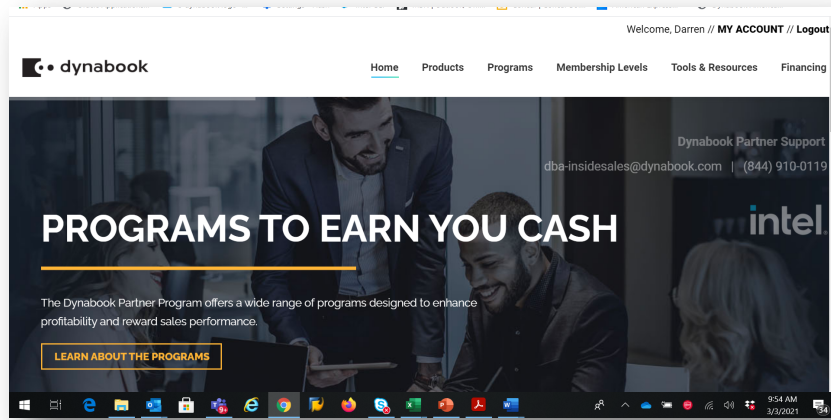 Welcome, Darren // MY ACCOUNT // Logout
dynabook
Home Products Programs Membership Levels Tools & Resources Financing
Dynabook Partner Support
dba-insidesales@dynabook.com | (844) 910-0119
intel.
PROGRAMS TO EARN YOU CASH
The Dynabook Partner Program offers a wide range of programs designed to enhance
profitability and reward sales performance.
LEARN ABOUT THE PROGRAMS
9:54 AM
3/3/2021